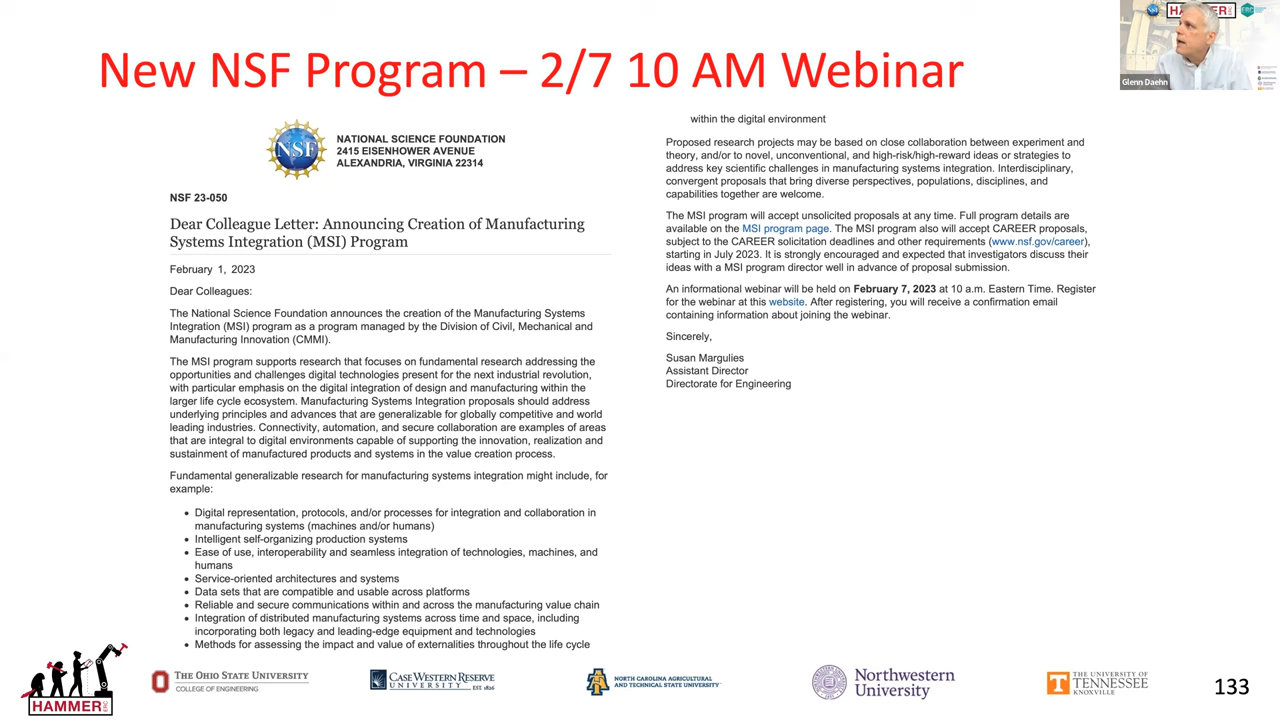 New NSF Program – 2/7 10 AM Webinar
HAMMER
ERC
Glenn Daehn
NSF
NATIONAL SCIENCE FOUNDATION
2415 EISENHOWER AVENUE
ALEXANDRIA, VIRGINIA 22314
NSF 23-050
Dear Colleague Letter: Announcing Creation of Manufacturing
Systems Integration (MSI) Program
February 1, 2023
Dear Colleagues:
The National Science Foundation announces the creation of the Manufacturing Systems
Integration (MSI) program as a program managed by the Division of Civil, Mechanical and
Manufacturing Innovation (CMMI).
The MSI program supports research that focuses on fundamental research addressing the
opportunities and challenges digital technologies present for the next industrial revolution,
with particular emphasis on the digital integration of design and manufacturing within the
larger life cycle ecosystem. Manufacturing Systems Integration proposals should address
underlying principles and advances that are generalizable for globally competitive and world
leading industries. Connectivity, automation, and secure collaboration are examples of areas
that are integral to digital environments capable of supporting the innovation, realization and
sustainment of manufactured products and systems in the value creation process.
Fundamental generalizable research for manufacturing systems integration might include, for
example:
• Digital representation, protocols, and/or processes for integration and collaboration in
manufacturing systems (machines and/or humans)
• Intelligent self-organizing production systems
• Ease of use, interoperability and seamless integration of technologies, machines, and
humans
• Service-oriented architectures and systems
• Data sets that are compatible and usable across platforms
• Reliable and secure communications within and across the manufacturing value chain
• Integration of distributed manufacturing systems across time and space, including
incorporating both legacy and leading-edge equipment and technologies
• Methods for assessing the impact and value of externalities throughout the life cycle
within the digital environment
Proposed research projects may be based on close collaboration between experiment and
theory, and/or to novel, unconventional, and high-risk/high-reward ideas or strategies to
address key scientific challenges in manufacturing systems integration. Interdisciplinary,
convergent proposals that bring diverse perspectives, populations, disciplines, and
capabilities together are welcome.
The MSI program will accept unsolicited proposals at any time. Full program details are
available on the MSI program page. The MSI program also will accept CAREER proposals,
subject to the CAREER solicitation deadlines and other requirements (www.nsf.gov/career),
starting in July 2023. It is strongly encouraged and expected that investigators discuss their
ideas with a MSI program director well in advance of proposal submission.
An informational webinar will be held on February 7, 2023 at 10 a.m. Eastern Time. Register
for the webinar at this website. After registering, you will receive a confirmation email
containing information about joining the webinar.
Sincerely,
Susan Margulies
Assistant Director
Directorate for Engineering
HAMMER ERC
THE OHIO STATE UNIVERSITY
COLLEGE OF ENGINEERING
CASE WESTERN RESERVE
UNIVERSITY EST. 1826
NORTH CAROLINA AGRICULTURAL
AND TECHNICAL STATE UNIVERSITY
Northwestern
University
THE UNIVERSITY OF
TENNESSEE
KNOXVILLE
133